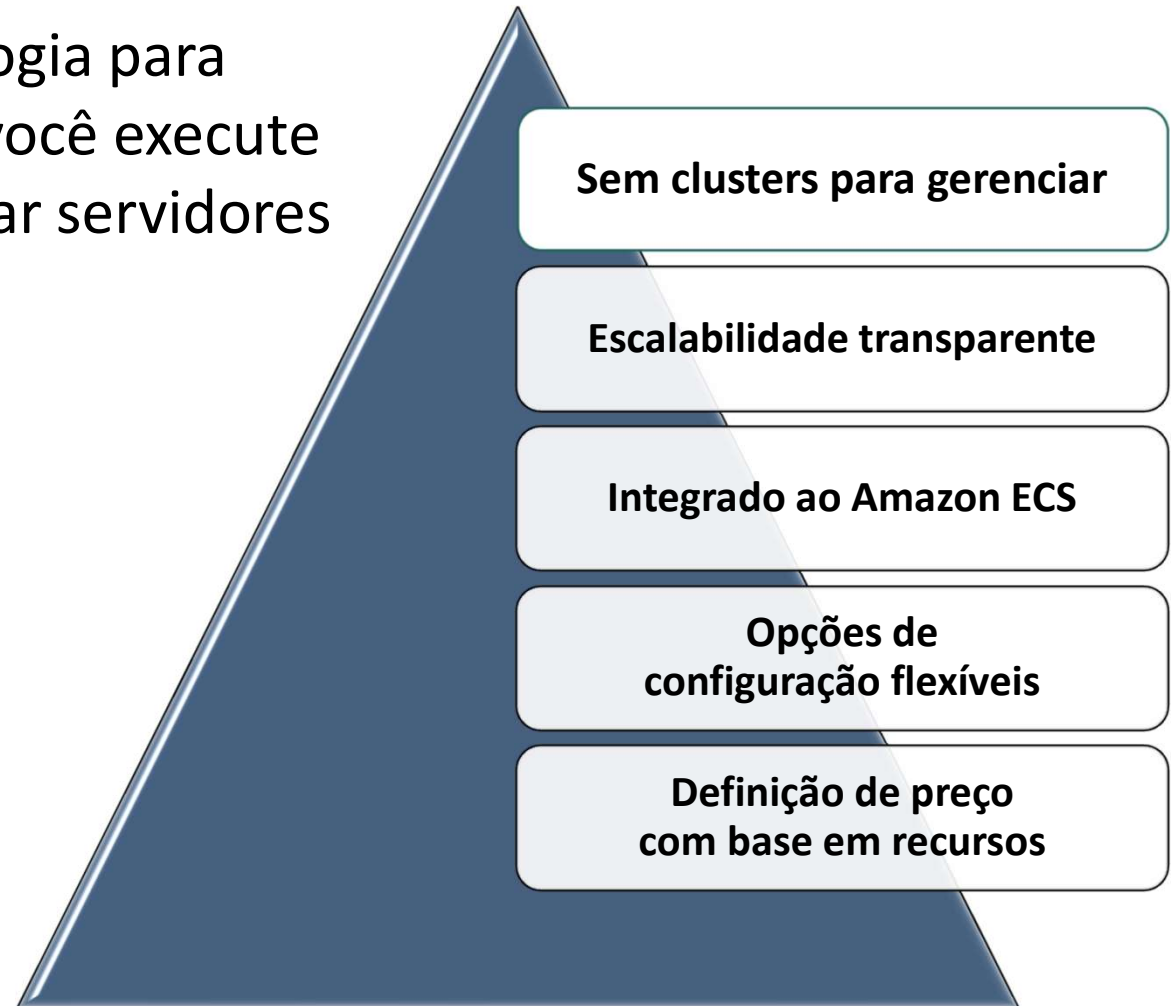 ogia para
você execute
ar servidores
Sem clusters para gerenciar
Escalabilidade transparente
Integrado ao Amazon ECS
Opções de
configuração flexíveis
Definição de preço
com base em recursos